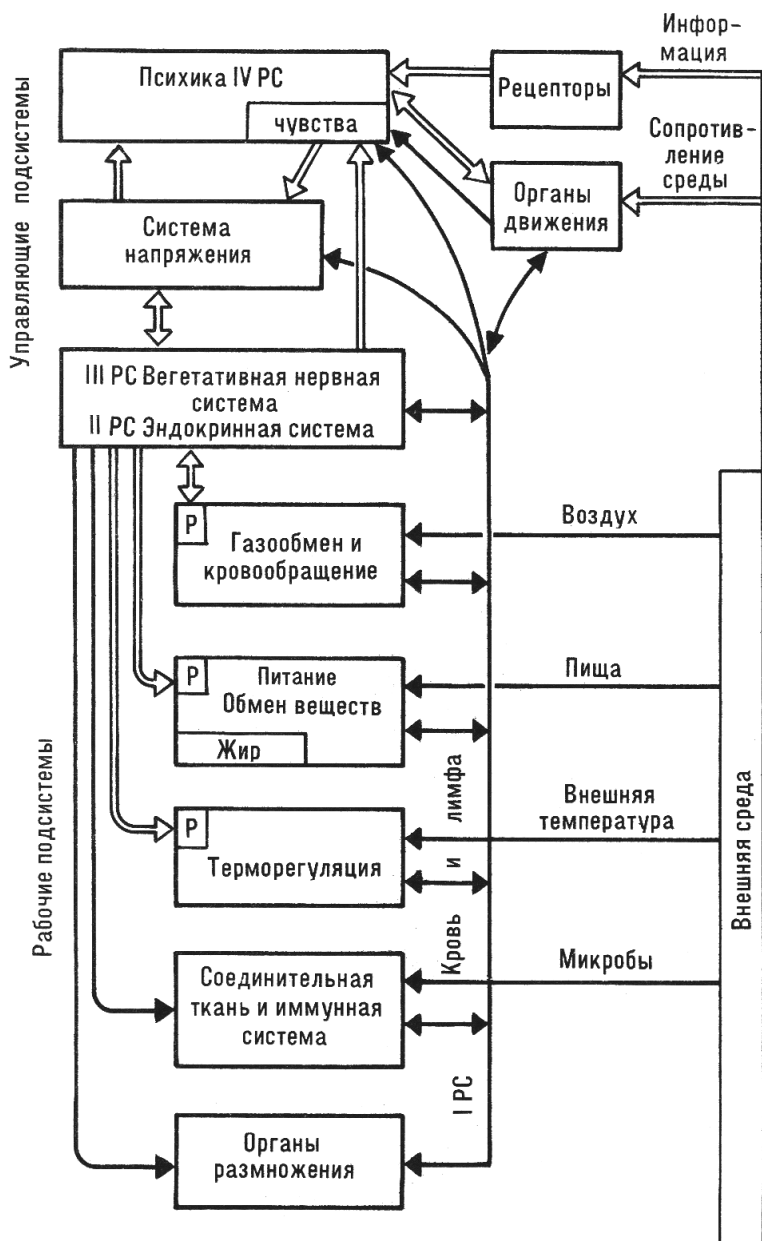 Управляющие подсистемы
Психика IV РС
чувства
Рецепторы
Инфор-
мация
Сопротив-
ление
среды
Органы
движения
Система
напряжения
III РС Вегетативная нервная
система
II РС Эндокринная система
Рабочие подсистемы
Р
Газообмен и
кровообращение
Воздух
Р
Питание
Обмен веществ
Жир
Пища
Р
Терморегуляция
Внешняя
температура
Соединительная
ткань и иммунная
система
Микробы
Органы
размножения
I РС Кровь и лимфа
Внешняя среда